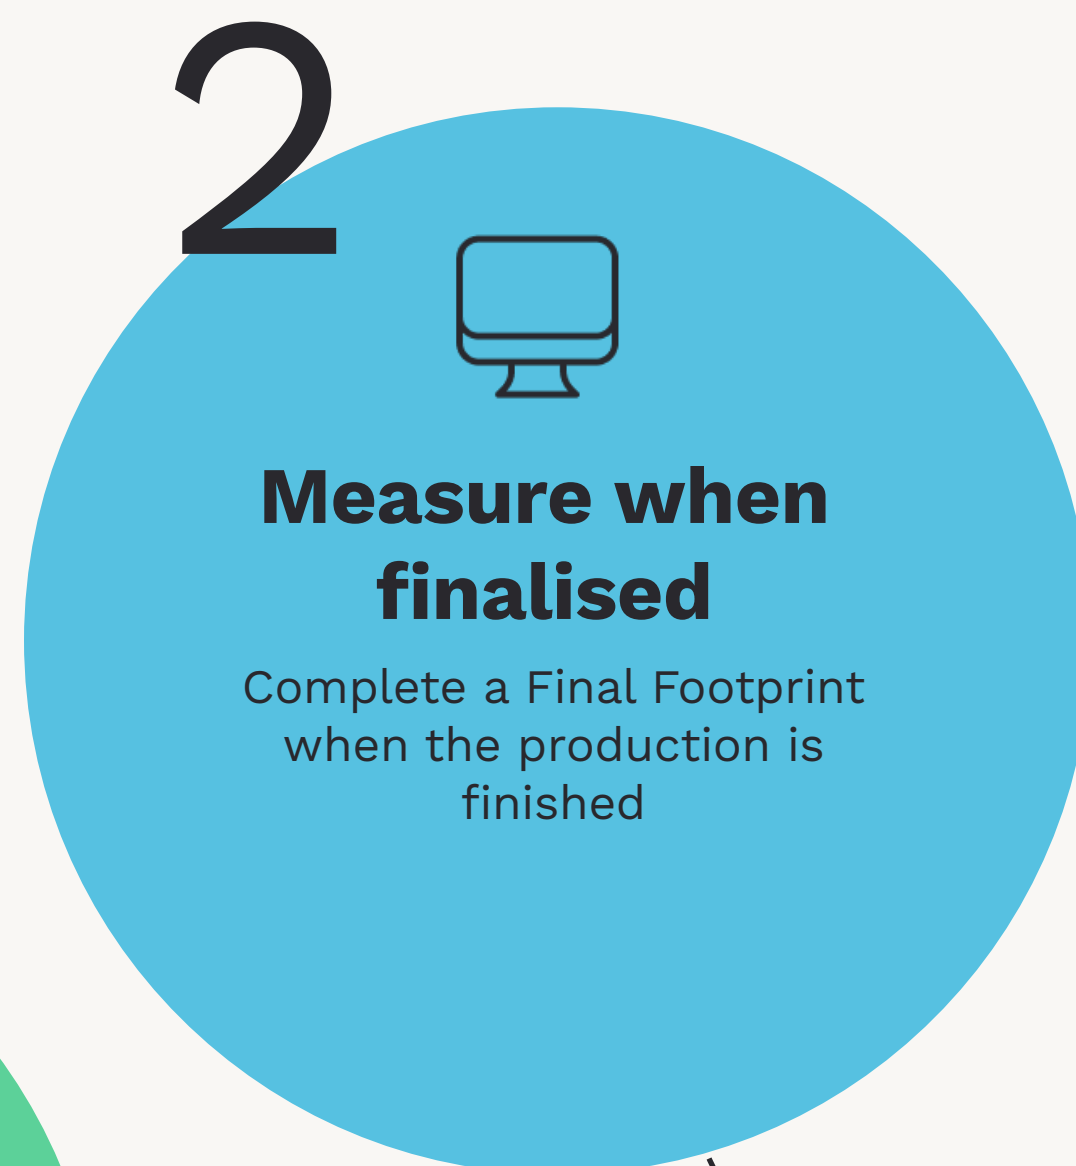 2
Measure when
finalised
Complete a Final Footprint
when the production is
finished